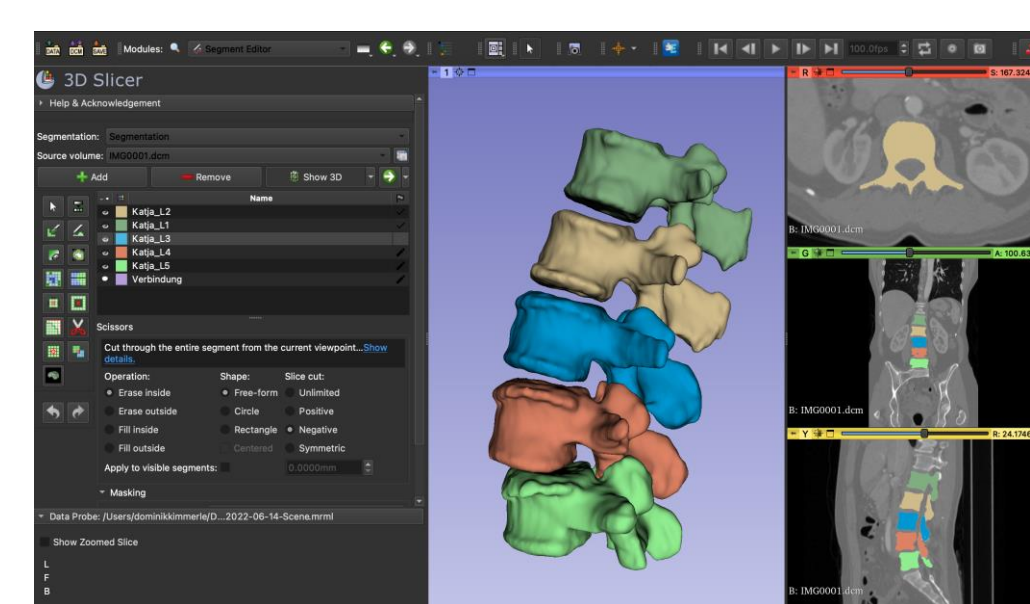 DATA DCM SAVE Modules: Segment Editor 100.0fps
3D Slicer
Help & Acknowledgement
Segmentation: Segmentation
Source volume: IMG0001.dcm
Add Remove Show 3D
Name
Katja_L2
Katja_L1
Katja_L3
Katja_L4
Katja_L5
Verbindung
Scissors
Cut through the entire segment from the current viewpoint...Show
details.
Operation: Shape: Slice cut:
Erase inside Free-form Unlimited
Erase outside Circle Positive
Fill inside Rectangle Negative
Fill outside Centered Symmetric
Apply to visible segments: 0.0000mm
Masking
Data Probe: /Users/dominikkimmerle/D...2022-06-14-Scene.mrml
Show Zoomed Slice
L
F
B
1
R S: 167.324
B: IMG0001.dcm
G A: 100.63
B: IMG0001.dcm
Y R: 24.1746
B: IMG0001.dcm